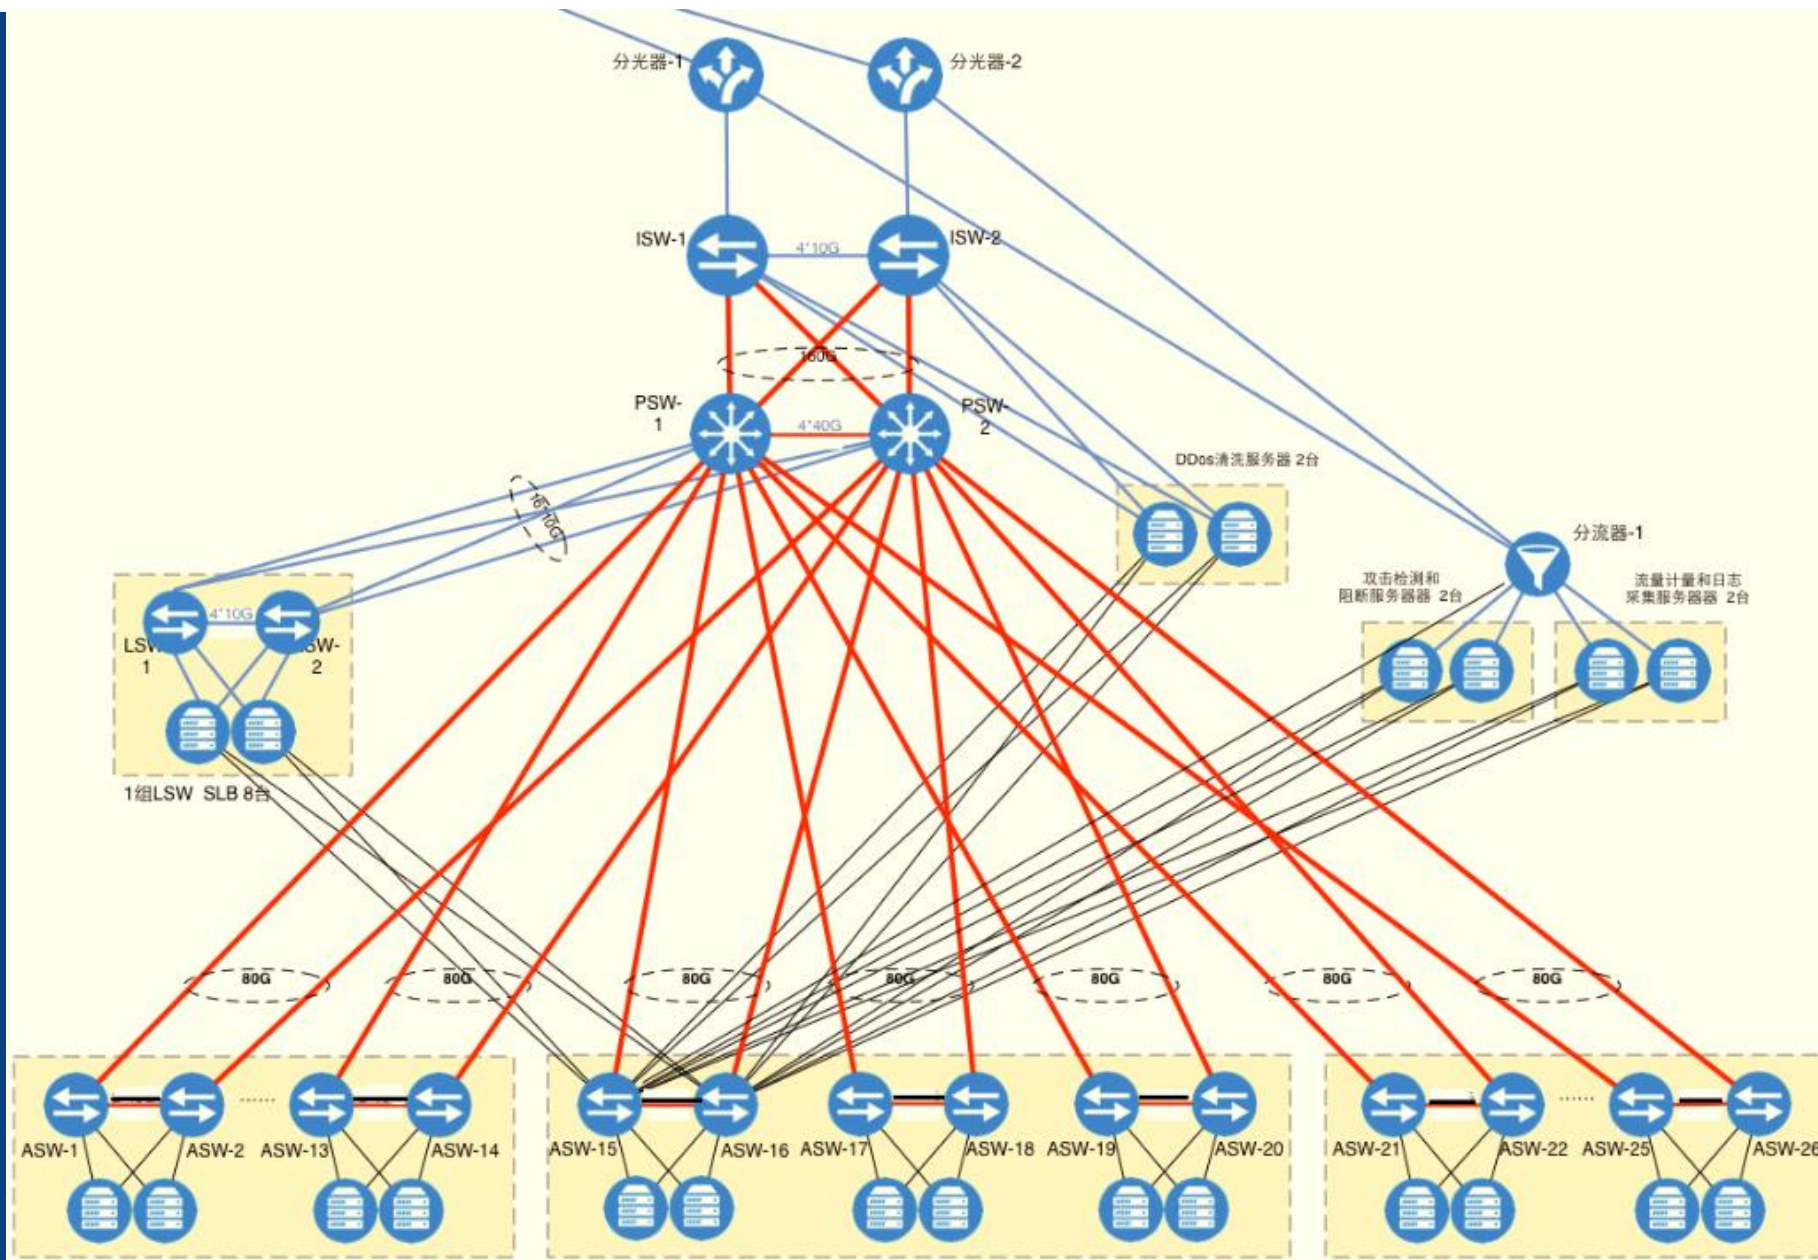 分光器-1
分光器-2
ISW-1
4*10G
ISW-2
160G
PSW-
1
4*40G
PSW-
2
16*10G
DDos清洗服务器 2台
分流器-1
攻击检测和
阻断服务器器 2台
流量计量和日志
采集服务器器 2台
4*10G
LSW-
1
LSW-
2
1组LSW SLB 8台
80G
80G
80G
80G
80G
80G
80G
......
......
ASW-1
ASW-2
ASW-13
ASW-14
ASW-15
ASW-16
ASW-17
ASW-18
ASW-19
ASW-20
ASW-21
ASW-22
ASW-25
ASW-26